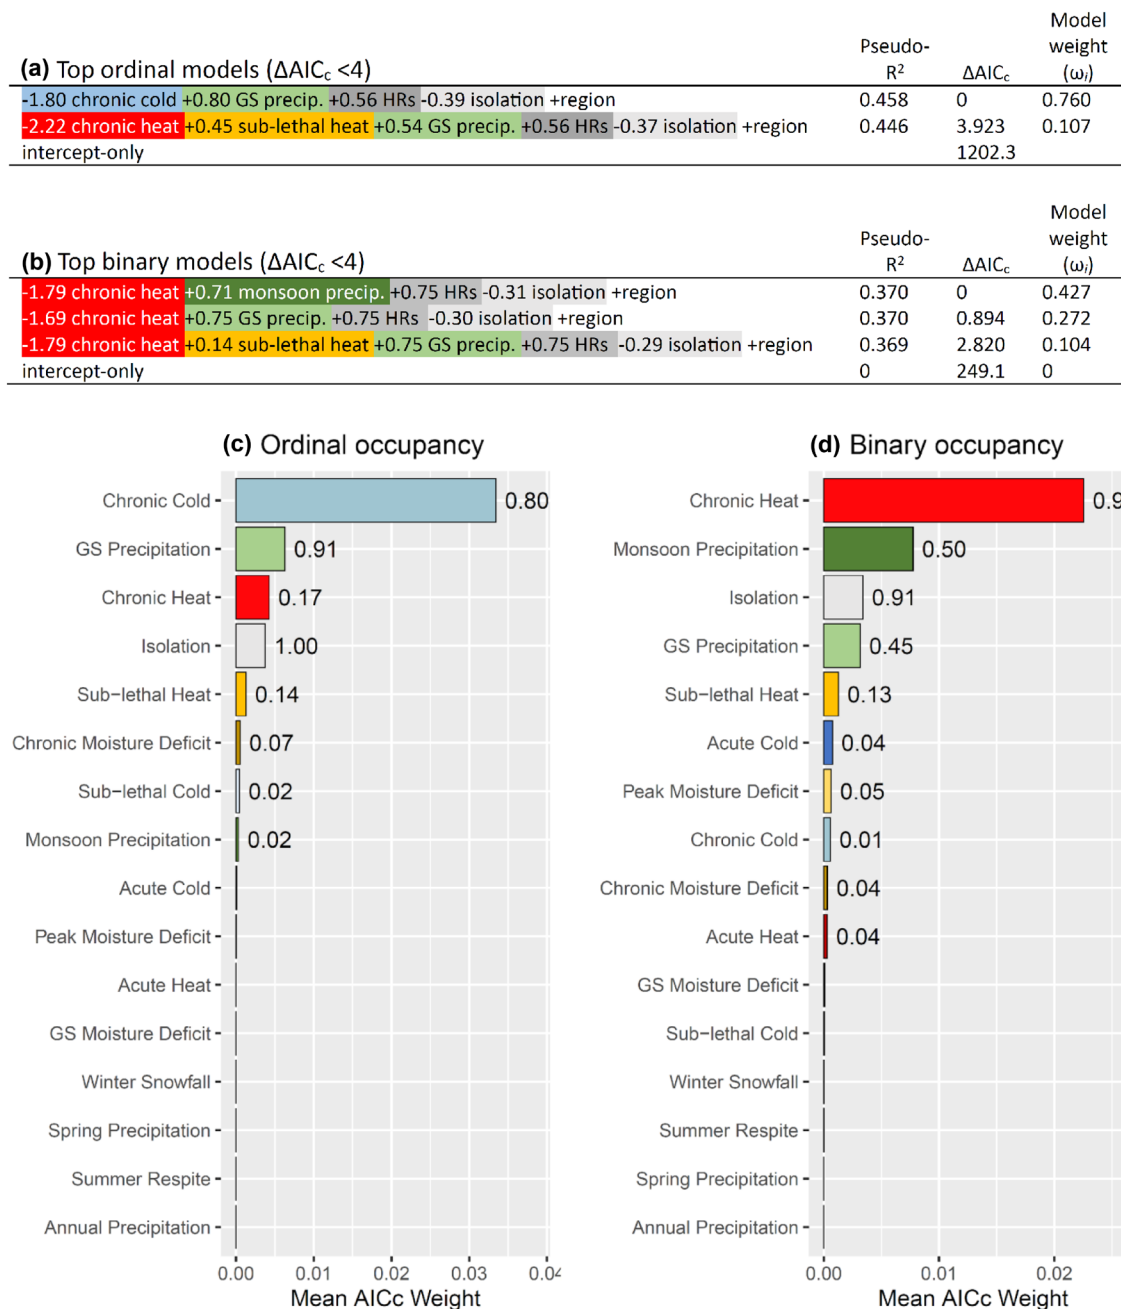 Pseudo-
R²
ΔAICc
Model
weight
(ωi)
(a) Top ordinal models (ΔAICc <4)
-1.80 chronic cold +0.80 GS precip. +0.56 HRs -0.39 isolation +region 0.458 0 0.760
-2.22 chronic heat +0.45 sub-lethal heat +0.54 GS precip. +0.56 HRs -0.37 isolation +region 0.446 3.923 0.107
intercept-only 1202.3
Pseudo-
R²
ΔAICc
Model
weight
(ωi)
(b) Top binary models (ΔAICc <4)
-1.79 chronic heat +0.71 monsoon precip. +0.75 HRs -0.31 isolation +region 0.370 0 0.427
-1.69 chronic heat +0.75 GS precip. +0.75 HRs -0.30 isolation +region 0.370 0.894 0.272
-1.79 chronic heat +0.14 sub-lethal heat +0.75 GS precip. +0.75 HRs -0.29 isolation +region 0.369 2.820 0.104
intercept-only 0 249.1 0
(c) Ordinal occupancy
Chronic Cold 0.80
GS Precipitation 0.91
Chronic Heat 0.17
Isolation 1.00
Sub-lethal Heat 0.14
Chronic Moisture Deficit 0.07
Sub-lethal Cold 0.02
Monsoon Precipitation 0.02
Acute Cold
Peak Moisture Deficit
Acute Heat
GS Moisture Deficit
Winter Snowfall
Spring Precipitation
Summer Respite
Annual Precipitation
0.00 0.01 0.02 0.03 0.04
Mean AICc Weight
(d) Binary occupancy
Chronic Heat 0.9
Monsoon Precipitation 0.50
Isolation 0.91
GS Precipitation 0.45
Sub-lethal Heat 0.13
Acute Cold 0.04
Peak Moisture Deficit 0.05
Chronic Cold 0.01
Chronic Moisture Deficit 0.04
Acute Heat 0.04
GS Moisture Deficit
Sub-lethal Cold
Winter Snowfall
Summer Respite
Spring Precipitation
Annual Precipitation
0.00 0.01 0.02
Mean AICc Weight